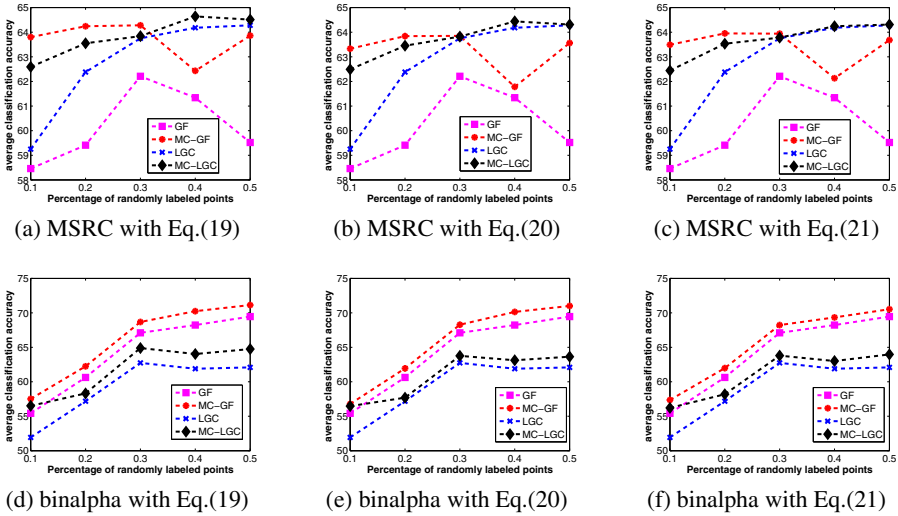 average classification accuracy
65
64
63
62
61
60
59
58
0.1 0.2 0.3 0.4 0.5
Percentage of randomly labeled points
GF
MC−GF
LGC
MC−LGC
(a) MSRC with Eq.(19)
average classification accuracy
65
64
63
62
61
60
59
58
0.1 0.2 0.3 0.4 0.5
Percentage of randomly labeled points
GF
MC−GF
LGC
MC−LGC
(b) MSRC with Eq.(20)
average classification accuracy
65
64
63
62
61
60
59
58
0.1 0.2 0.3 0.4 0.5
Percentage of randomly labeled points
GF
MC−GF
LGC
MC−LGC
(c) MSRC with Eq.(21)
average classification accuracy
75
70
65
60
55
50
0.1 0.2 0.3 0.4 0.5
Percentage of randomly labeled points
GF
MC−GF
LGC
MC−LGC
(d) binalpha with Eq.(19)
average classification accuracy
75
70
65
60
55
50
0.1 0.2 0.3 0.4 0.5
Percentage of randomly labeled points
GF
MC−GF
LGC
MC−LGC
(e) binalpha with Eq.(20)
average classification accuracy
75
70
65
60
55
50
0.1 0.2 0.3 0.4 0.5
Percentage of randomly labeled points
GF
MC−GF
LGC
MC−LGC
(f) binalpha with Eq.(21)